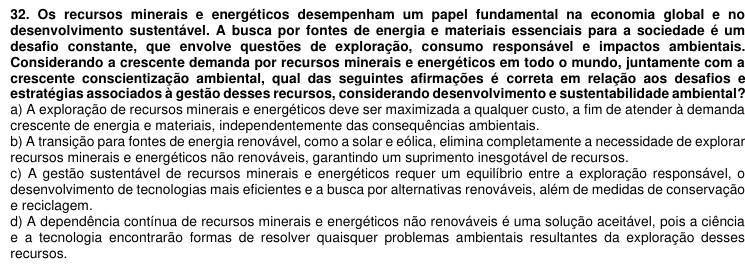 32. Os recursos minerais e energéticos desempenham um papel fundamental na economia global e no
desenvolvimento sustentável. A busca por fontes de energia e materiais essenciais para a sociedade é um
desafio constante, que envolve questões de exploração, consumo responsável e impactos ambientais.
Considerando a crescente demanda por recursos minerais e energéticos em todo o mundo, juntamente com a
crescente conscientização ambiental, qual das seguintes afirmações é correta em relação aos desafios e
estratégias associados à gestão desses recursos, considerando desenvolvimento e sustentabilidade ambiental?
a) A exploração de recursos minerais e energéticos deve ser maximizada a qualquer custo, a fim de atender à demanda
crescente de energia e materiais, independentemente das consequências ambientais.
b) A transição para fontes de energia renovável, como a solar e eólica, elimina completamente a necessidade de explorar
recursos minerais e energéticos não renováveis, garantindo um suprimento inesgotável de recursos.
c) A gestão sustentável de recursos minerais e energéticos requer um equilíbrio entre a exploração responsável, o
desenvolvimento de tecnologias mais eficientes e a busca por alternativas renováveis, além de medidas de conservação
e reciclagem.
d) A dependência contínua de recursos minerais e energéticos não renováveis é uma solução aceitável, pois a ciência
e a tecnologia encontrarão formas de resolver quaisquer problemas ambientais resultantes da exploração desses
recursos.